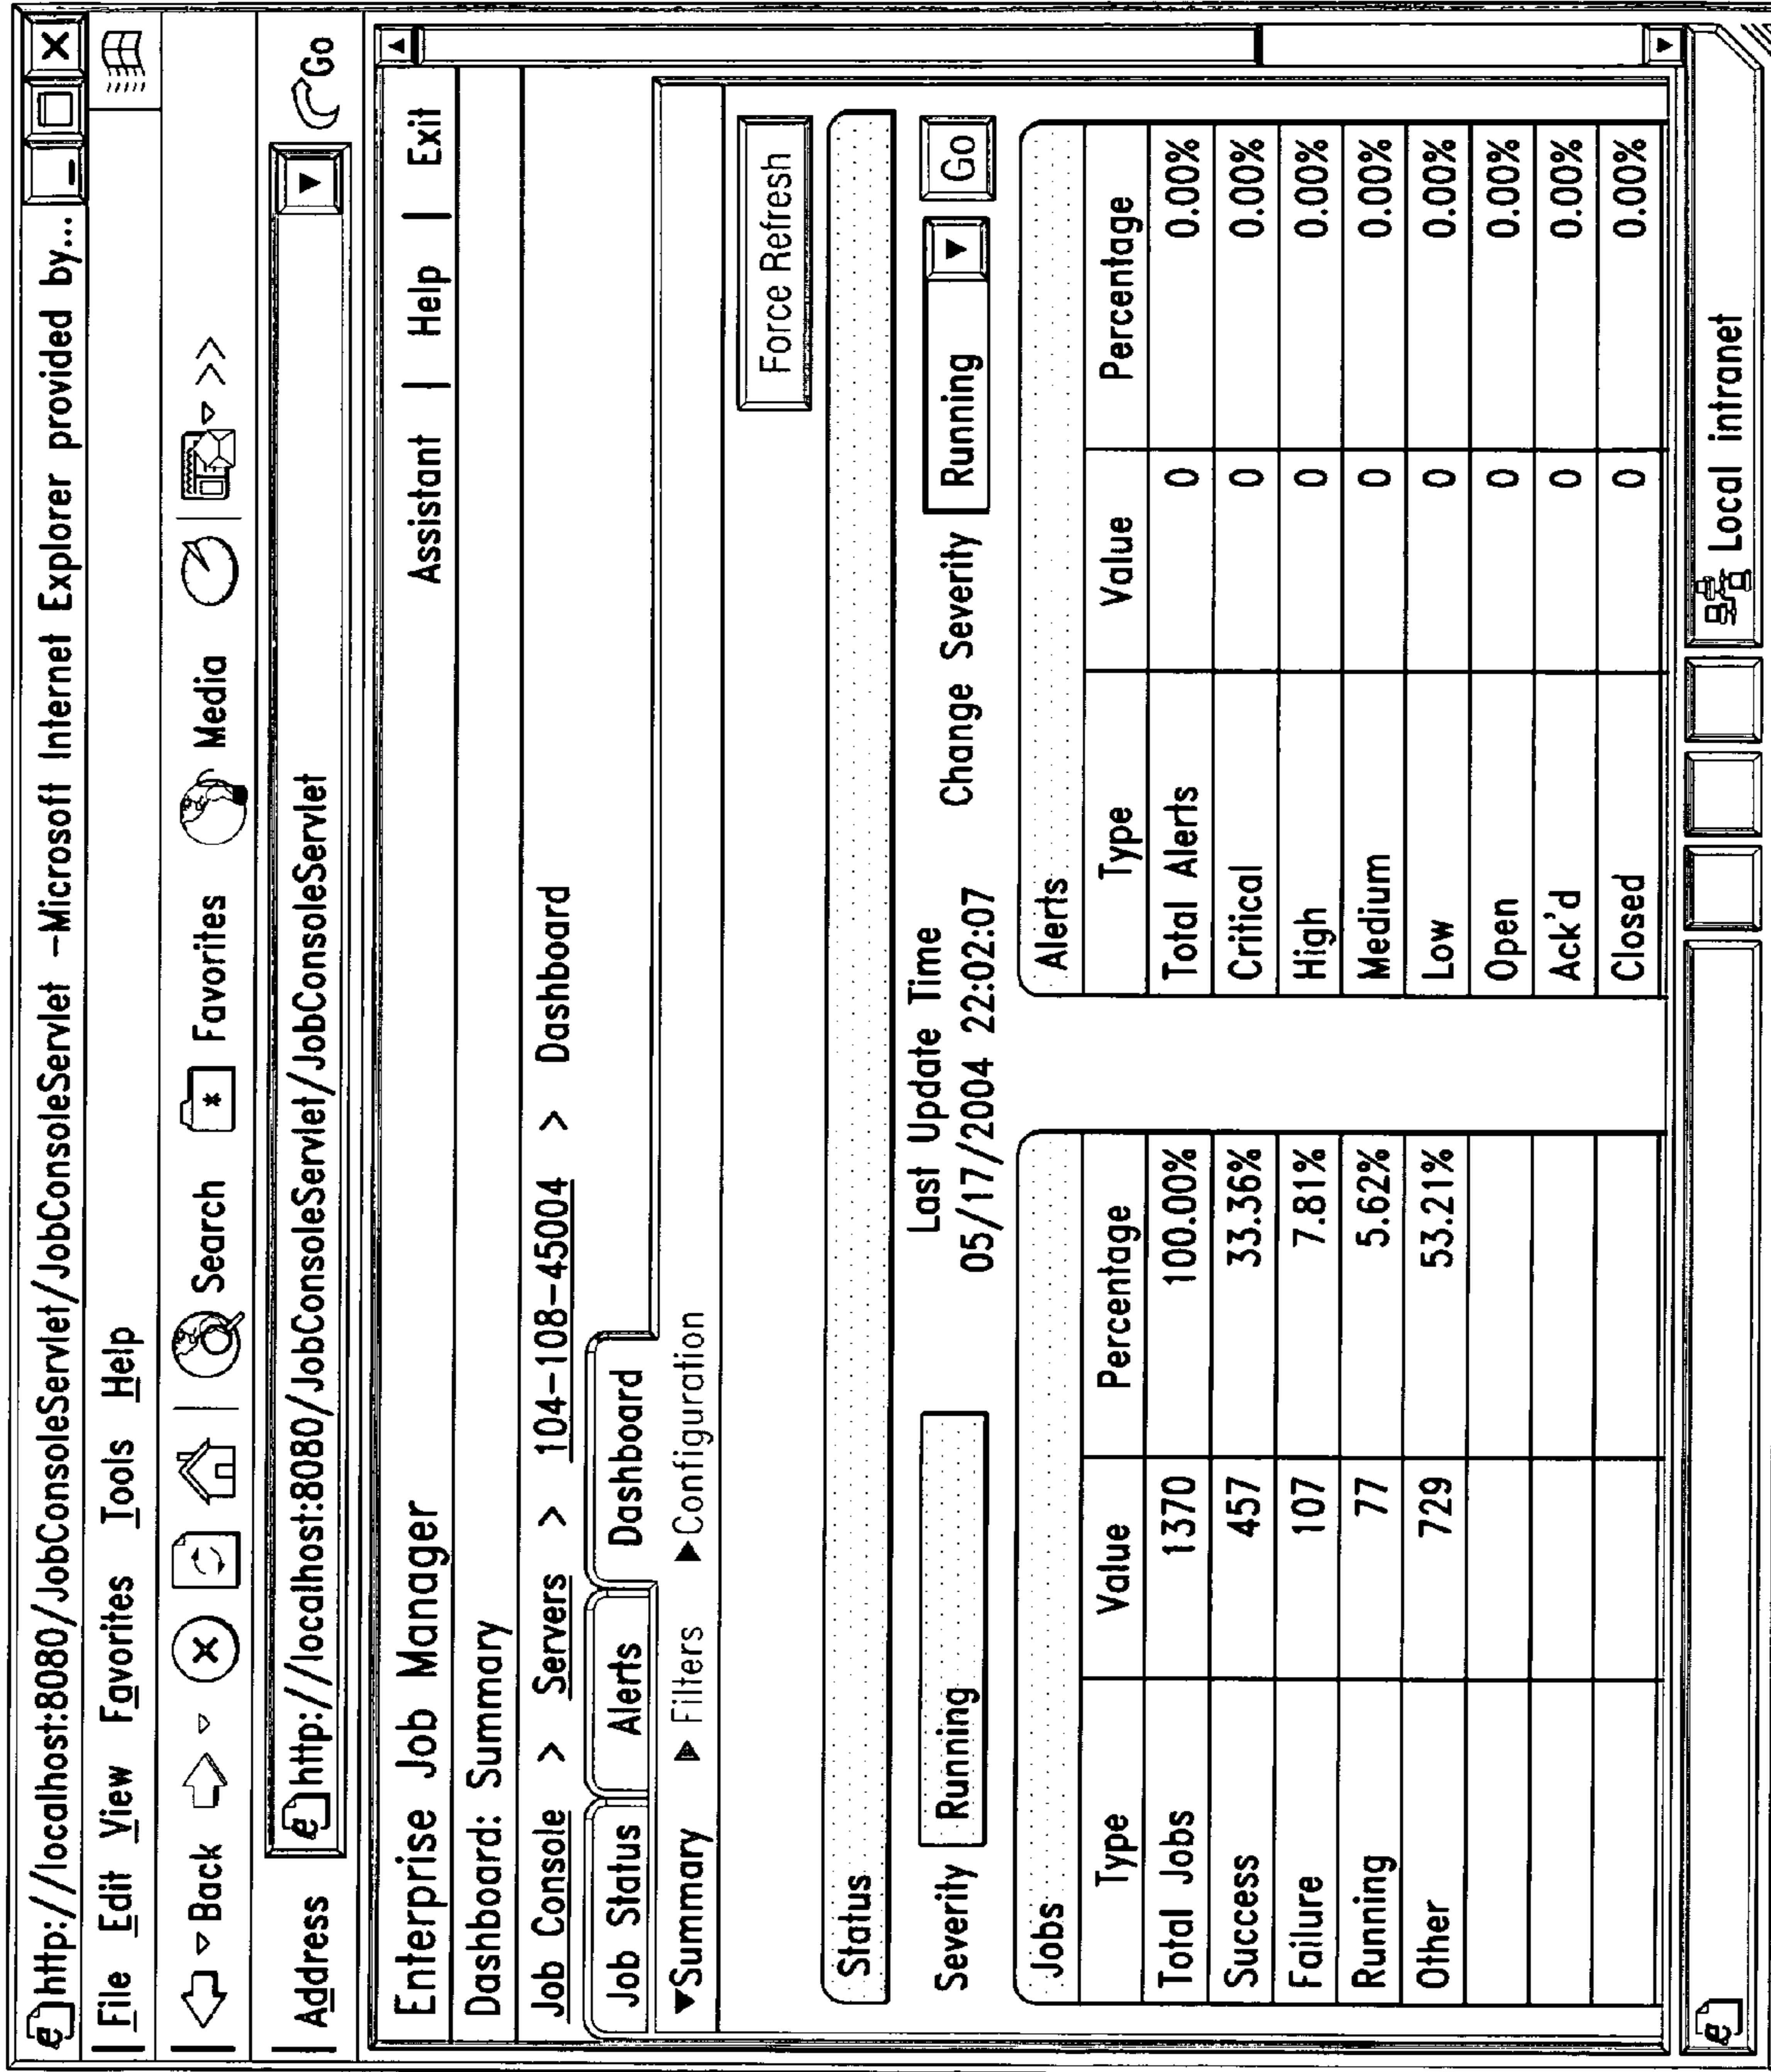 http://localhost:8080/JobConsoleServlet/JobConsoleServlet -Microsoft Internet Explorer provided by...
File Edit View Favorites Tools Help
Back Search Favorites Media >>
Address http://localhost:8080/JobConsoleServlet/JobConsoleServlet Go
Enterprise Job Manager Assistant | Help | Exit
Dashboard: Summary
Job Console > Servers > 104-108-45004 > Dashboard
Job Status Alerts Dashboard
▼Summary ▶ Filters ▶Configuration
Force Refresh
Status
Last Update Time
Severity Running 05/17/2004 22:02:07 Change Severity Running Go
Jobs Alerts
Type Value Percentage Type Value Percentage
Total Jobs 1370 100.00% Total Alerts 0 0.00%
Success 457 33.36% Critical 0 0.00%
Failure 107 7.81% High 0 0.00%
Running 77 5.62% Medium 0 0.00%
Other 729 53.21% Low 0 0.00%
Open 0 0.00%
Ack'd 0 0.00%
Closed 0 0.00%
Local intranet